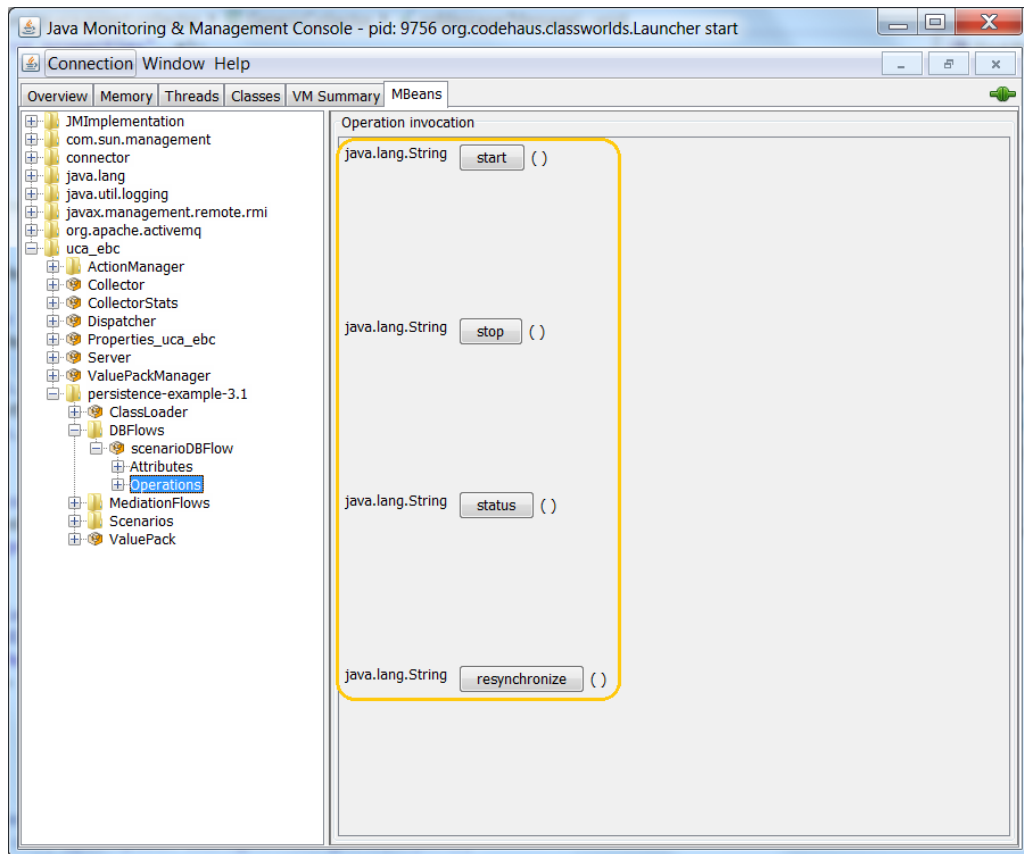 Java Monitoring & Management Console - pid: 9756 org.codehaus.classworlds.Launcher start
Connection Window Help
Overview Memory Threads Classes VM Summary MBeans
JMImplementation
com.sun.management
connector
java.lang
java.util.logging
javax.management.remote.rmi
org.apache.activemq
uca_ebc
ActionManager
Collector
CollectorStats
Dispatcher
Properties_uca_ebc
Server
ValuePackManager
persistence-example-3.1
ClassLoader
DBFlows
scenarioDBFlow
Attributes
Operations
MediationFlows
Scenarios
ValuePack
Operation invocation
java.lang.String start ( )
java.lang.String stop ( )
java.lang.String status ( )
java.lang.String resynchronize ( )